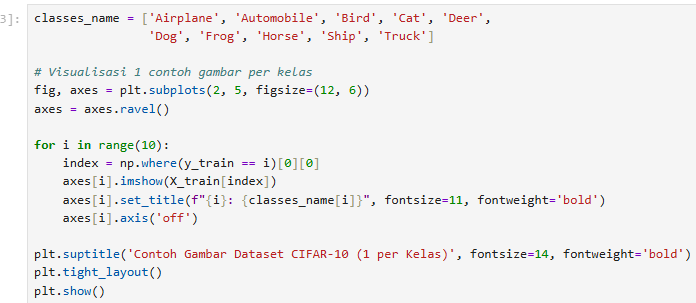 3]:
classes_name = ['Airplane', 'Automobile', 'Bird', 'Cat', 'Deer',
                'Dog', 'Frog', 'Horse', 'Ship', 'Truck']

# Visualisasi 1 contoh gambar per kelas
fig, axes = plt.subplots(2, 5, figsize=(12, 6))
axes = axes.ravel()

for i in range(10):
    index = np.where(y_train == i)[0][0]
    axes[i].imshow(X_train[index])
    axes[i].set_title(f"{i}: {classes_name[i]}", fontsize=11, fontweight='bold')
    axes[i].axis('off')

plt.suptitle('Contoh Gambar Dataset CIFAR-10 (1 per Kelas)', fontsize=14, fontweight='bold')
plt.tight_layout()
plt.show()